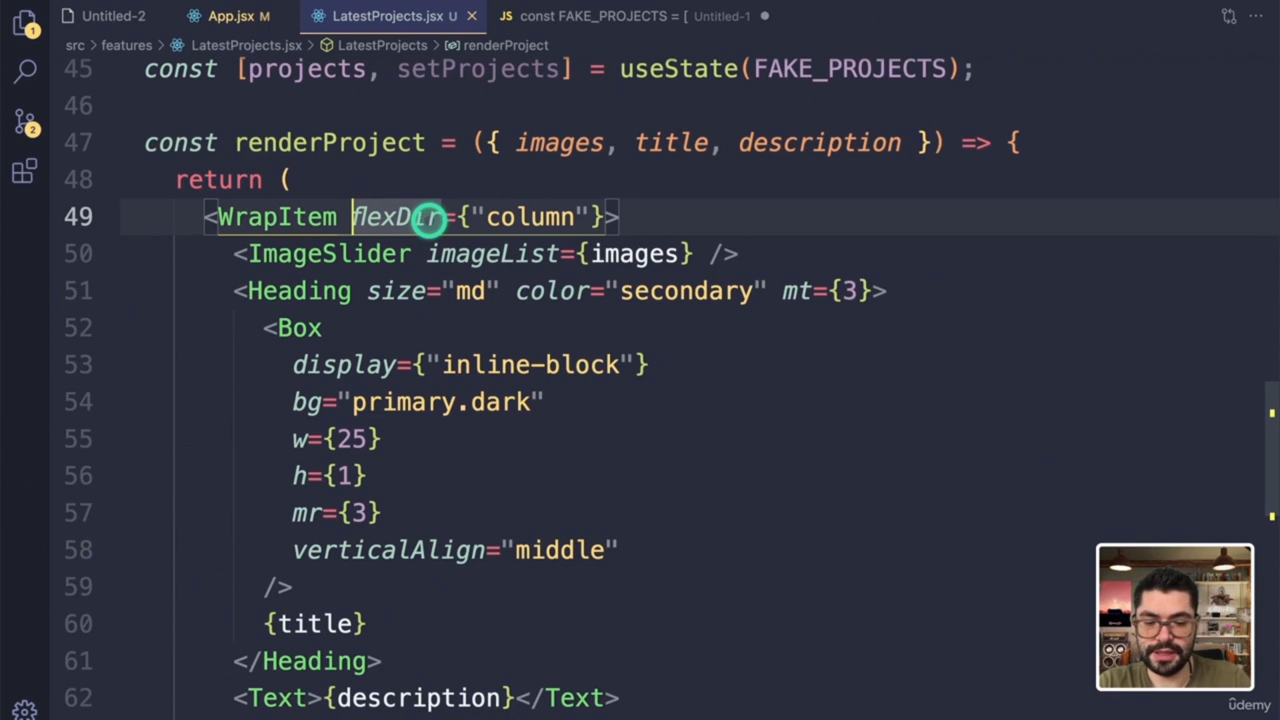 Untitled-2 App.jsx M LatestProjects.jsx U const FAKE_PROJECTS = [ Untitled-1
1
src > features > LatestProjects.jsx > LatestProjects > renderProject
45 const [projects, setProjects] = useState(FAKE_PROJECTS);
46
2
47 const renderProject = ({ images, title, description }) => {
48 return (
49 <WrapItem flexDir={"column"}>
50 <ImageSlider imageList={images} />
51 <Heading size="md" color="secondary" mt={3}>
52 <Box
53 display={"inline-block"}
54 bg="primary.dark"
55 w={25}
56 h={1}
57 mr={3}
58 verticalAlign="middle"
59 />
60 {title}
61 </Heading>
62 <Text>{description}</Text>
ûdemy